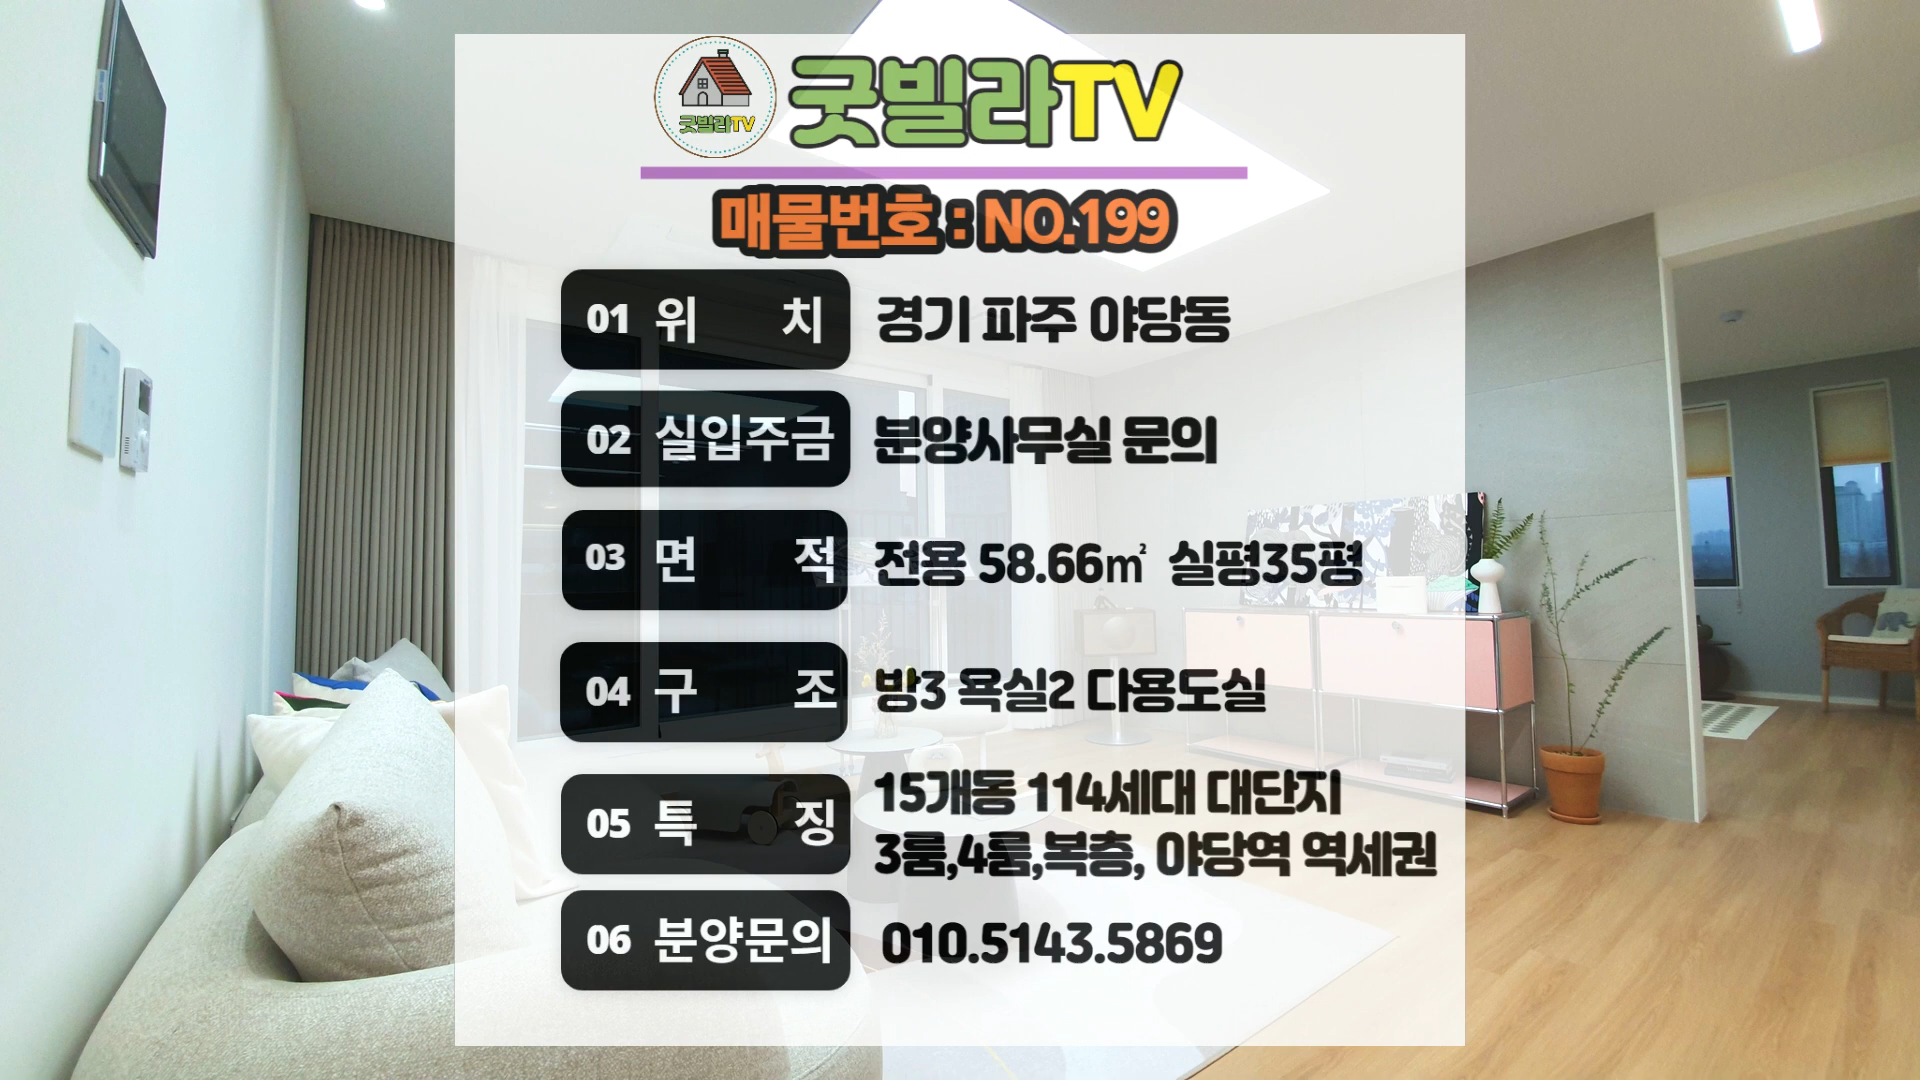 굿빌라TV
굿빌라TV
매물번호 : NO.199
01 위 치 경기 파주 야당동
02 실입주금 분양사무실 문의
03 면 적 전용 58.66㎡ 실평35평
04 구 조 방3 욕실2 다용도실
05 특 징 15개동 114세대 대단지
3룸,4룸,복층, 야당역 역세권
06 분양문의 010.5143.5869